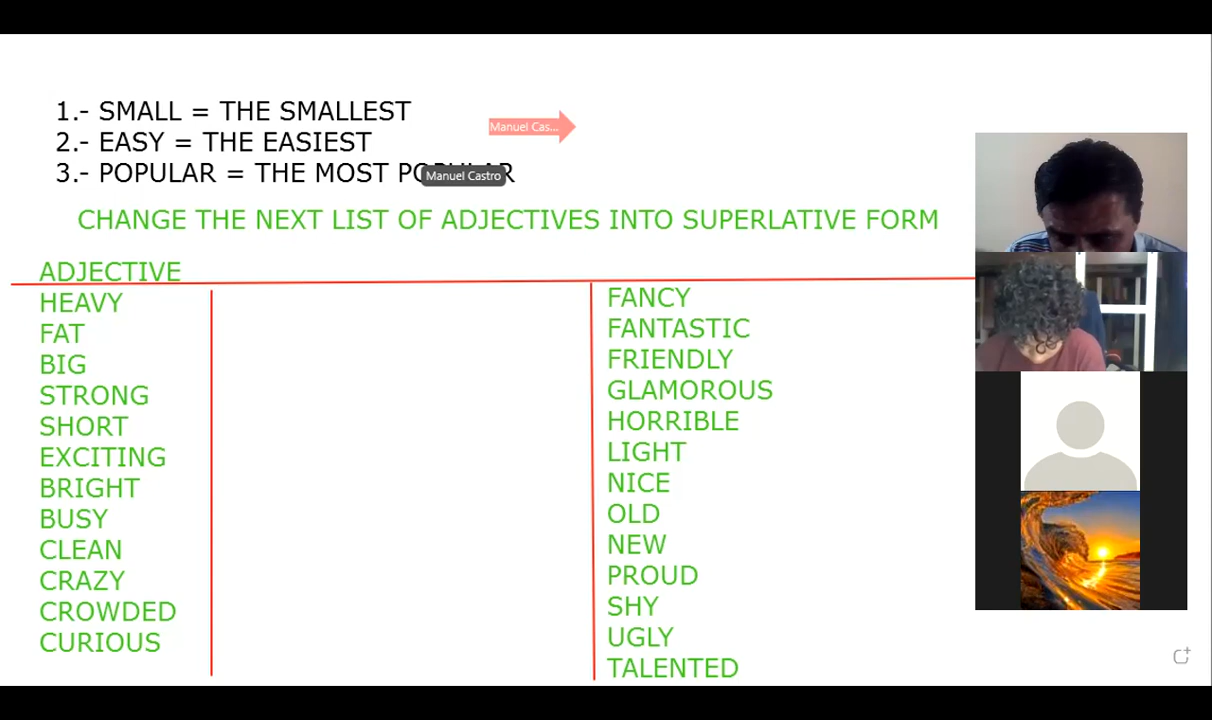 1.- SMALL = THE SMALLEST
2.- EASY = THE EASIEST
3.- POPULAR = THE MOST POPULAR
Manuel Cas...
Manuel Castro
CHANGE THE NEXT LIST OF ADJECTIVES INTO SUPERLATIVE FORM
ADJECTIVE
HEAVY
FAT
BIG
STRONG
SHORT
EXCITING
BRIGHT
BUSY
CLEAN
CRAZY
CROWDED
CURIOUS
FANCY
FANTASTIC
FRIENDLY
GLAMOROUS
HORRIBLE
LIGHT
NICE
OLD
NEW
PROUD
SHY
UGLY
TALENTED